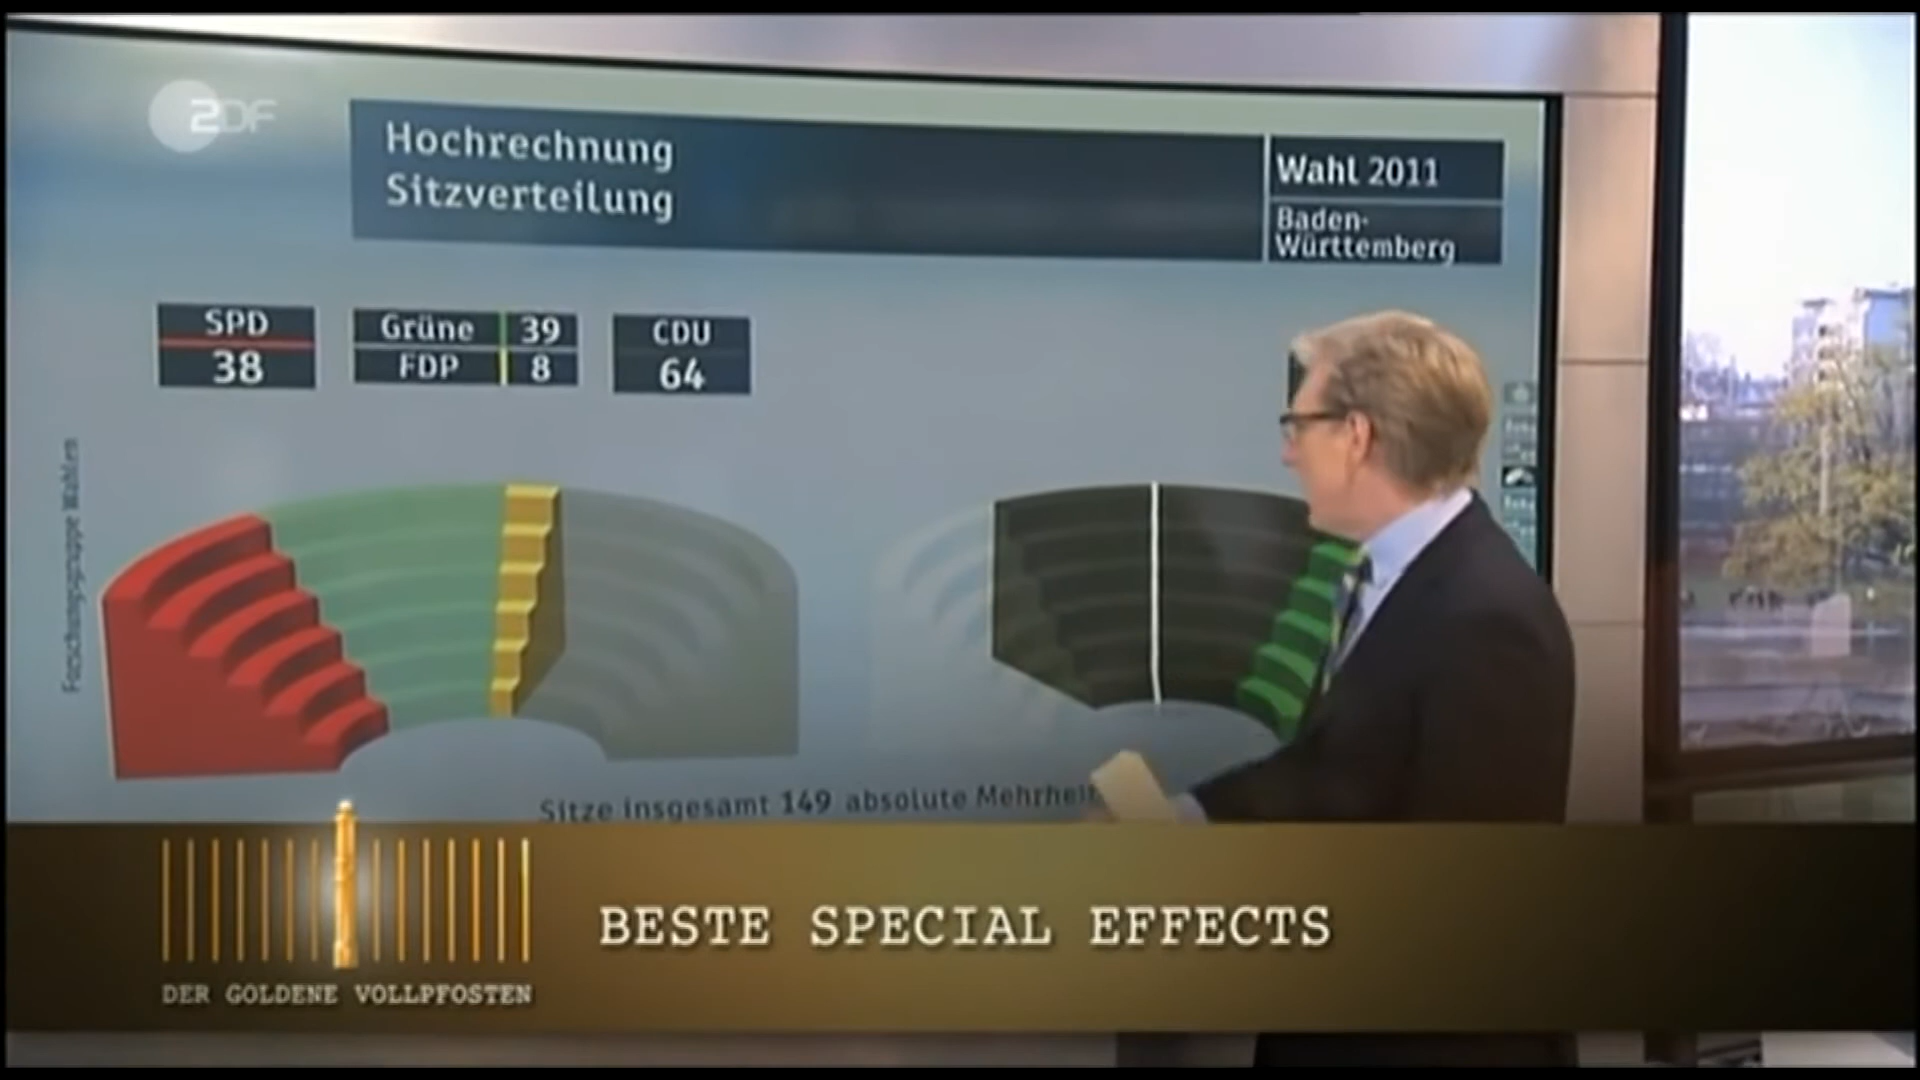 ZDF
Hochrechnung
Sitzverteilung
Wahl 2011
Baden-
Württemberg
SPD
38
Grüne 39
FDP 8
CDU
64
Forschungsgruppe Wahlen
Sitze insgesamt 149 absolute Mehrheit
BESTE SPECIAL EFFECTS
DER GOLDENE VOLLPFOSTEN